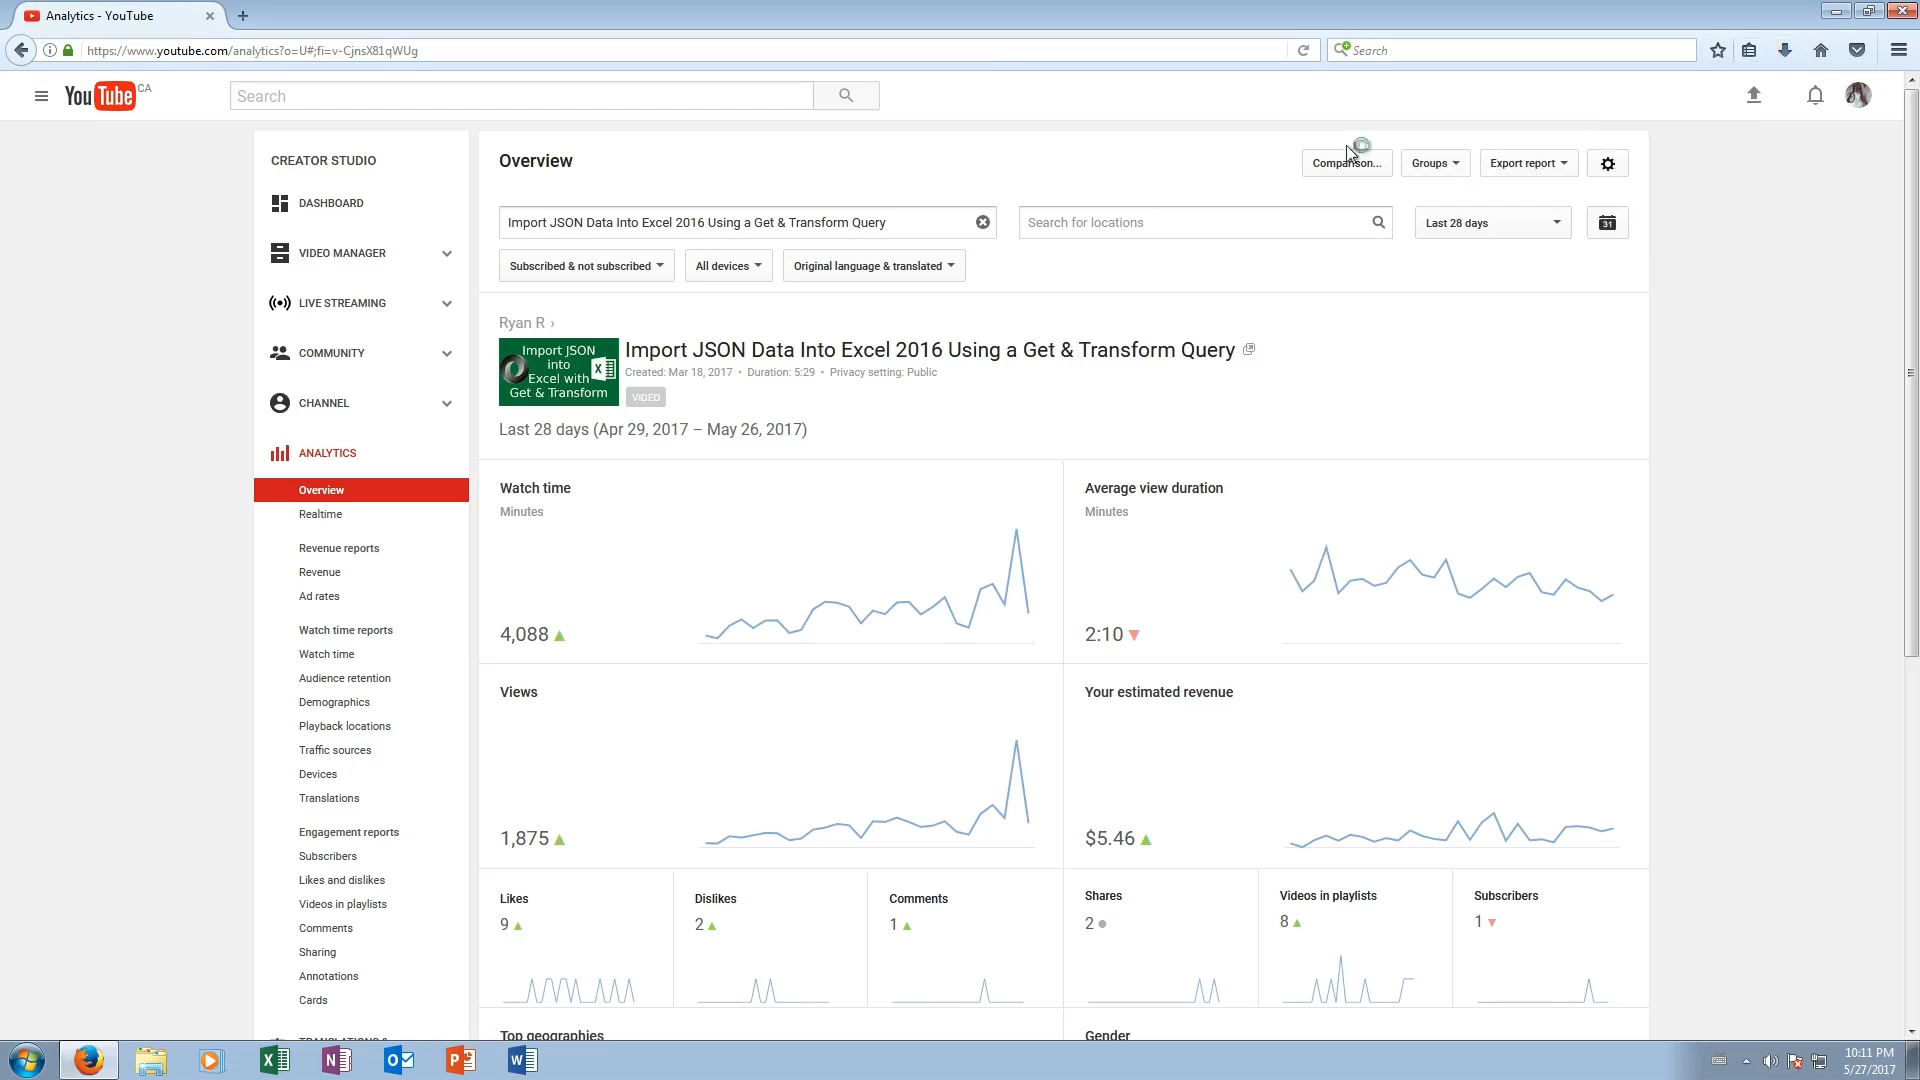 Analytics - YouTube
https://www.youtube.com/analytics?o=U#;fi=v-CjnsX81qWUg
Search
YouTube CA
Search
CREATOR STUDIO
DASHBOARD
VIDEO MANAGER
LIVE STREAMING
COMMUNITY
CHANNEL
ANALYTICS
Overview
Realtime
Revenue reports
Revenue
Ad rates
Watch time reports
Watch time
Audience retention
Demographics
Playback locations
Traffic sources
Devices
Translations
Engagement reports
Subscribers
Likes and dislikes
Videos in playlists
Comments
Sharing
Annotations
Cards
Overview
Comparison...
Groups
Export report
Import JSON Data Into Excel 2016 Using a Get & Transform Query
Search for locations
Last 28 days
31
Subscribed & not subscribed
All devices
Original language & translated
Ryan R ›
Import JSON
into
Excel with
Get & Transform
Import JSON Data Into Excel 2016 Using a Get & Transform Query
Created: Mar 18, 2017 • Duration: 5:29 • Privacy setting: Public
VIDEO
Last 28 days (Apr 29, 2017 – May 26, 2017)
Watch time
Minutes
4,088
Average view duration
Minutes
2:10
Views
1,875
Your estimated revenue
$5.46
Likes
9
Dislikes
2
Comments
1
Shares
2
Videos in playlists
8
Subscribers
1
Top geographies
Gender
10:11 PM
5/27/2017